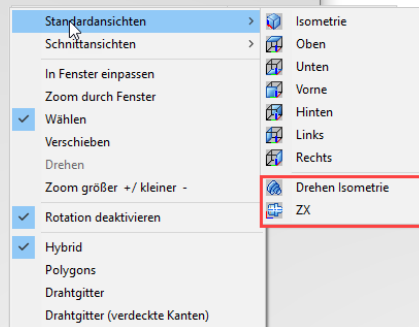 Standardansichten
Schnittansichten
In Fenster einpassen
Zoom durch Fenster
Wählen
Verschieben
Drehen
Zoom größer +/ kleiner -
Rotation deaktivieren
Hybrid
Polygons
Drahtgitter
Drahtgitter (verdeckte Kanten)
Isometrie
Oben
Unten
Vorne
Hinten
Links
Rechts
Drehen Isometrie
ZX